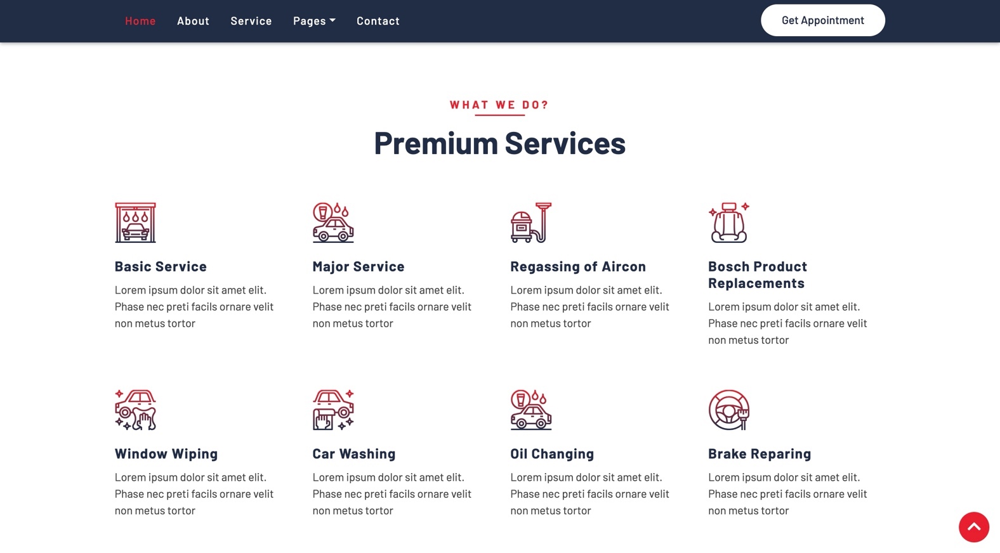 Home About Service Pages Contact
Get Appointment
WHAT WE DO?
Premium Services
Basic Service
Lorem ipsum dolor sit amet elit.
Phase nec preti facils ornare velit
non metus tortor
Major Service
Lorem ipsum dolor sit amet elit.
Phase nec preti facils ornare velit
non metus tortor
Regassing of Aircon
Lorem ipsum dolor sit amet elit.
Phase nec preti facils ornare velit
non metus tortor
Bosch Product
Replacements
Lorem ipsum dolor sit amet elit.
Phase nec preti facils ornare velit
non metus tortor
Window Wiping
Lorem ipsum dolor sit amet elit.
Phase nec preti facils ornare velit
non metus tortor
Car Washing
Lorem ipsum dolor sit amet elit.
Phase nec preti facils ornare velit
non metus tortor
Oil Changing
Lorem ipsum dolor sit amet elit.
Phase nec preti facils ornare velit
non metus tortor
Brake Reparing
Lorem ipsum dolor sit amet elit.
Phase nec preti facils ornare velit
non metus tortor